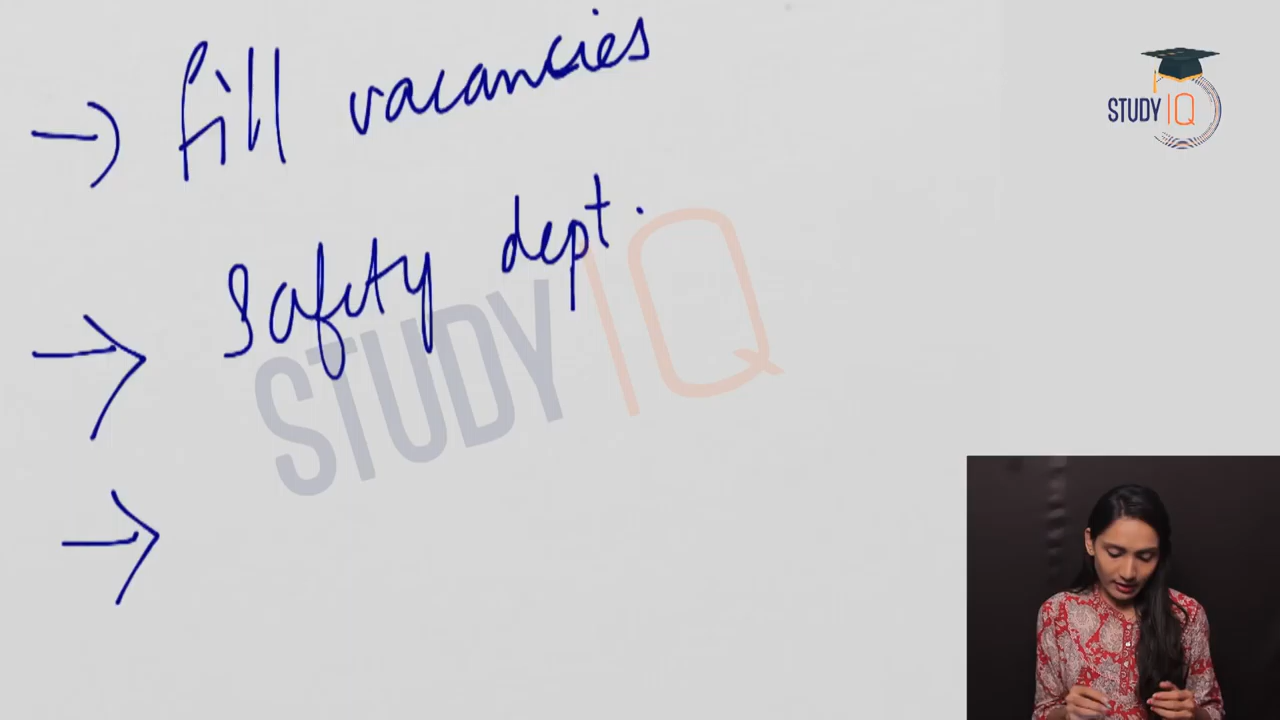 → fill vacancies
STUDY IQ
→ Safety dept.
STUDY IQ
→